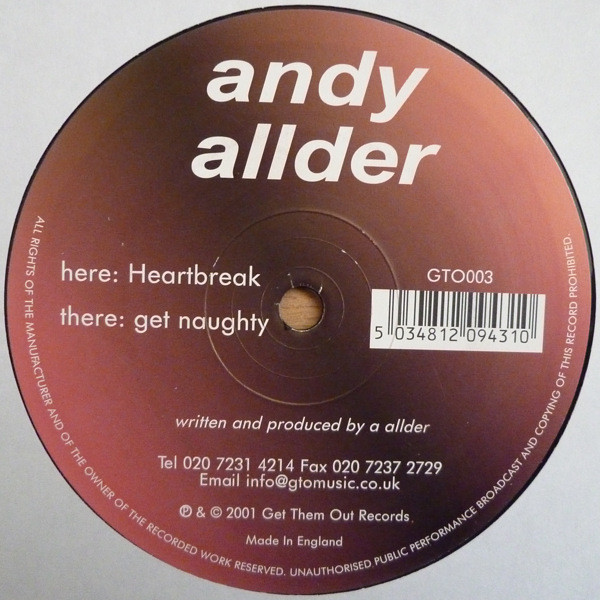 andy
allder
here: Heartbreak
there: get naughty
GTO003
5 034812 094310
written and produced by a allder
Tel 020 7231 4214 Fax 020 7237 2729
Email info@gtomusic.co.uk
℗ & © 2001 Get Them Out Records
Made In England
ALL RIGHTS OF THE MANUFACTURER AND OF THE OWNER OF THE RECORDED WORK RESERVED. UNAUTHORISED PUBLIC PERFORMANCE BROADCAST AND COPYING OF THIS RECORD PROHIBITED.